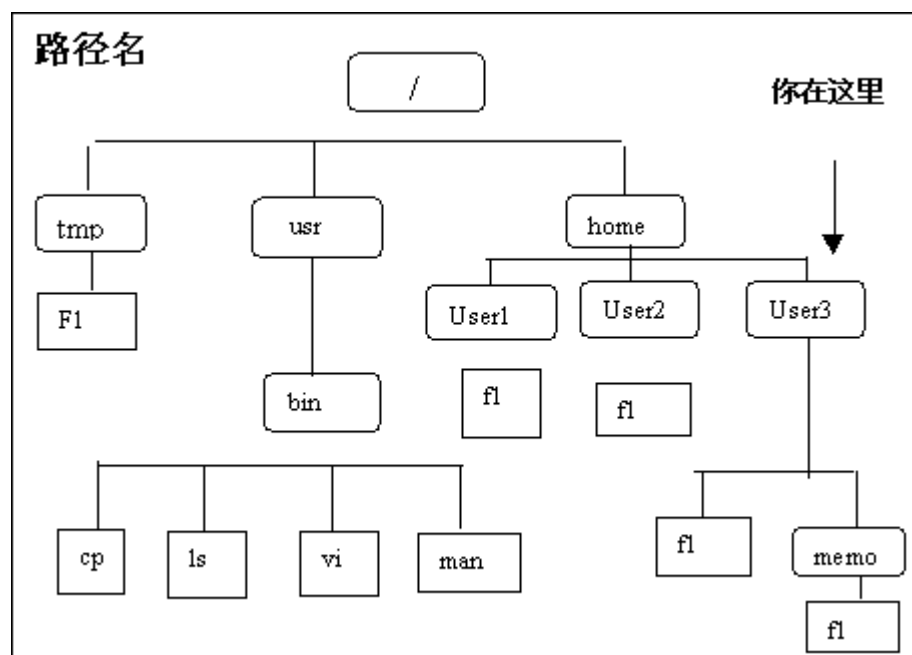 路径名
/
你在这里
tmp
usr
home
F1
User1
User2
User3
bin
f1
f1
cp
ls
vi
man
f1
memo
f1